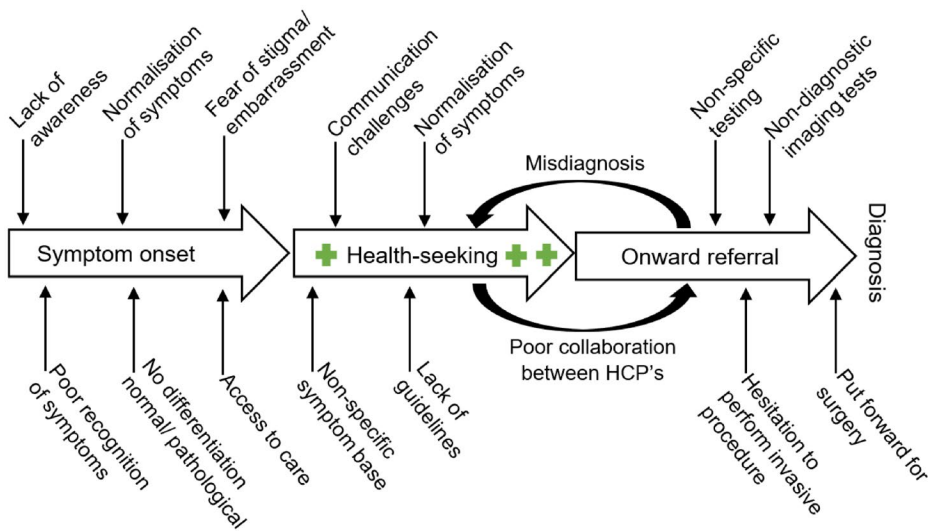 Lack of
awareness
Normalisation
of symptoms
Fear of stigma/
embarrassment
Communication
challenges
Normalisation
of symptoms
Non-specific
testing
Non-diagnostic
imaging tests
Misdiagnosis
Symptom onset
Health-seeking
Onward referral
Diagnosis
Poor collaboration
between HCP's
Poor recognition
of symptoms
No differentiation
normal/ pathological
Access to care
Non-specific
symptom base
Lack of
guidelines
Hesitation to
perform invasive
procedure
Put forward for
surgery